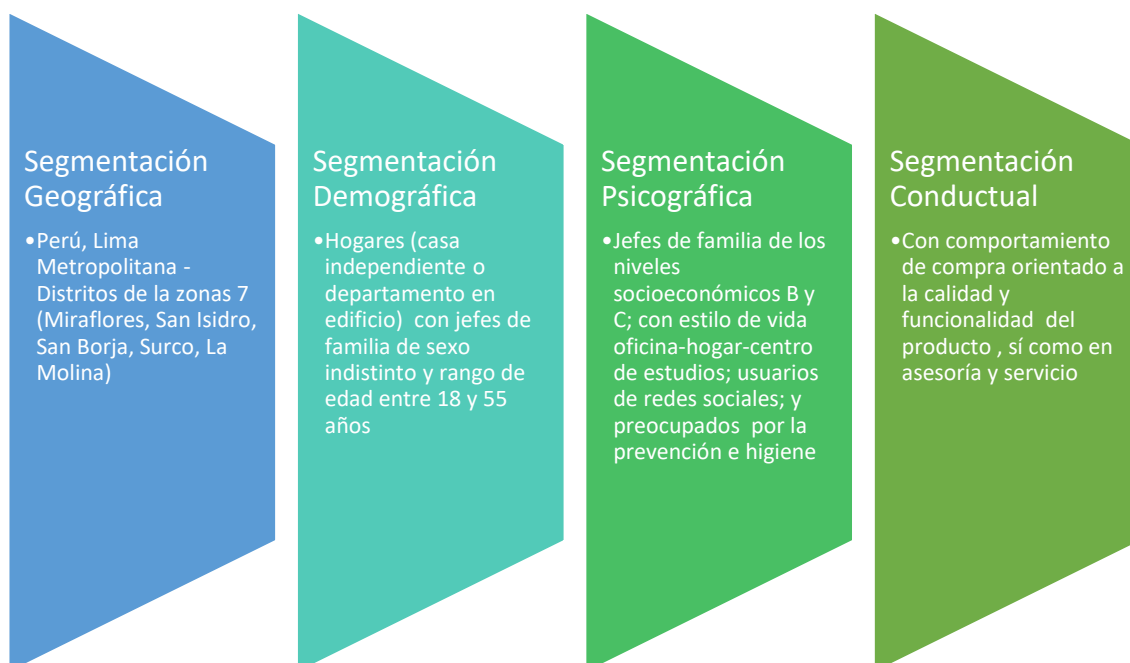 Segmentación
Geográfica
•Perú, Lima
Metropolitana -
Distritos de la zonas 7
(Miraflores, San Isidro,
San Borja, Surco, La
Molina)
Segmentación
Demográfica
•Hogares (casa
independiente o
departamento en
edificio) con jefes de
familia de sexo
indistinto y rango de
edad entre 18 y 55
años
Segmentación
Psicográfica
•Jefes de familia de los
niveles
socioeconómicos B y
C; con estilo de vida
oficina-hogar-centro
de estudios; usuarios
de redes sociales; y
preocupados por la
prevención e higiene
Segmentación
Conductual
•Con comportamiento
de compra orientado a
la calidad y
funcionalidad del
producto , sí como en
asesoría y servicio